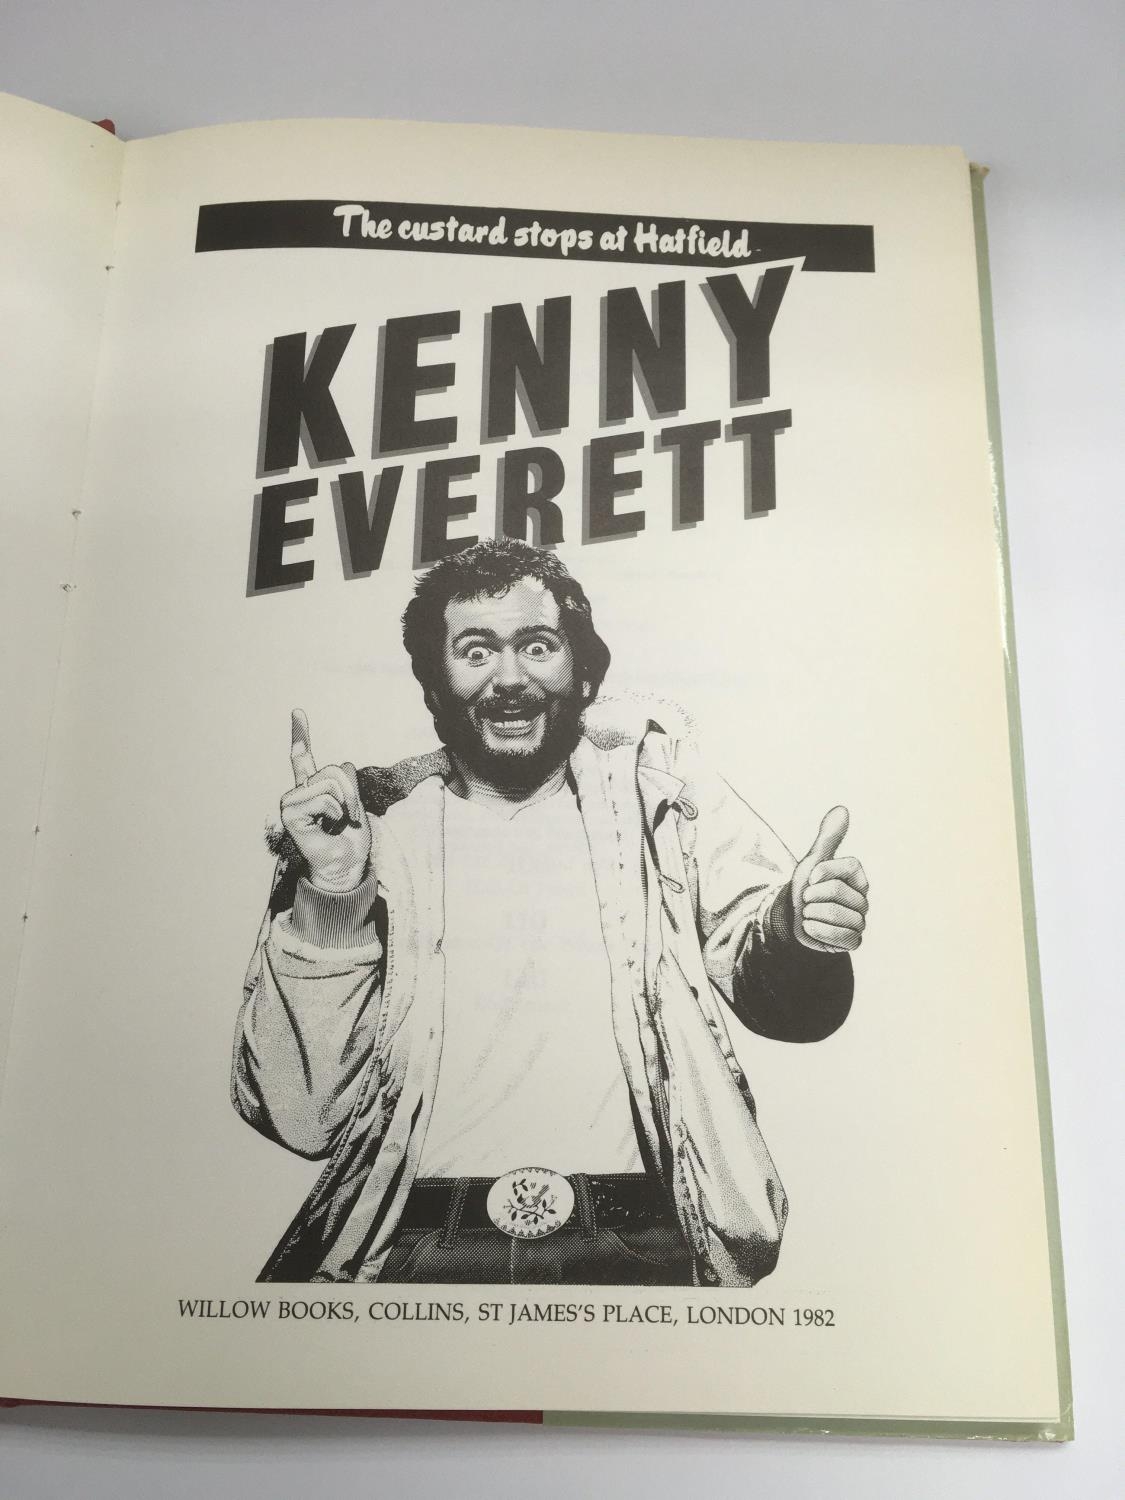 The custard stops at Hatfield
KENNY
EVERETT
WILLOW BOOKS, COLLINS, ST JAMES'S PLACE, LONDON 1982